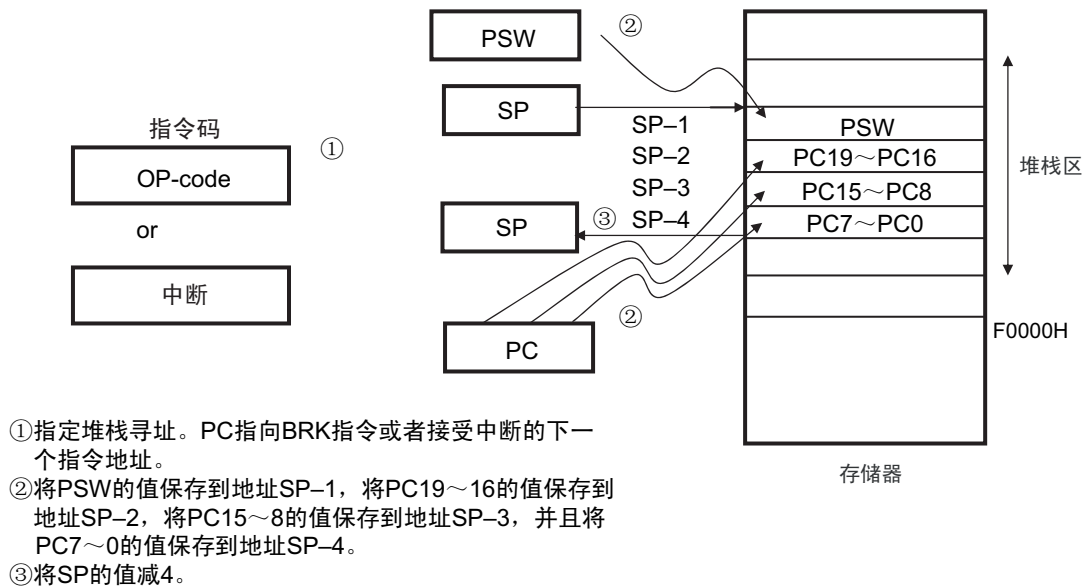 PSW
②
SP
SP–1
PSW
指令码
①
SP–2
PC19～PC16
堆栈区
OP-code
SP–3
PC15～PC8
or
SP
③
SP–4
PC7～PC0
中断
②
PC
F0000H
①指定堆栈寻址。PC指向BRK指令或者接受中断的下一
个指令地址。
存储器
②将PSW的值保存到地址SP–1，将PC19～16的值保存到
地址SP–2，将PC15～8的值保存到地址SP–3，并且将
PC7～0的值保存到地址SP–4。
③将SP的值减4。